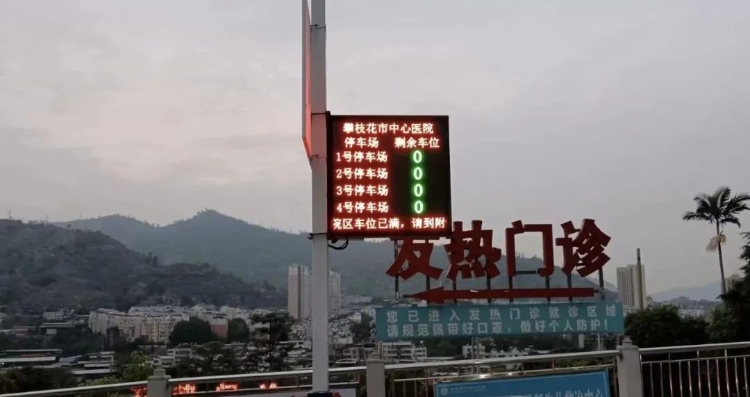 攀枝花市中心医院
停车场 剩余车位
1号停车场 0
2号停车场 0
3号停车场 0
4号停车场 0
院区车位已满，请到附
发热门诊
您已进入发热门诊就诊区域
请规范佩带好口罩，做好个人防护！